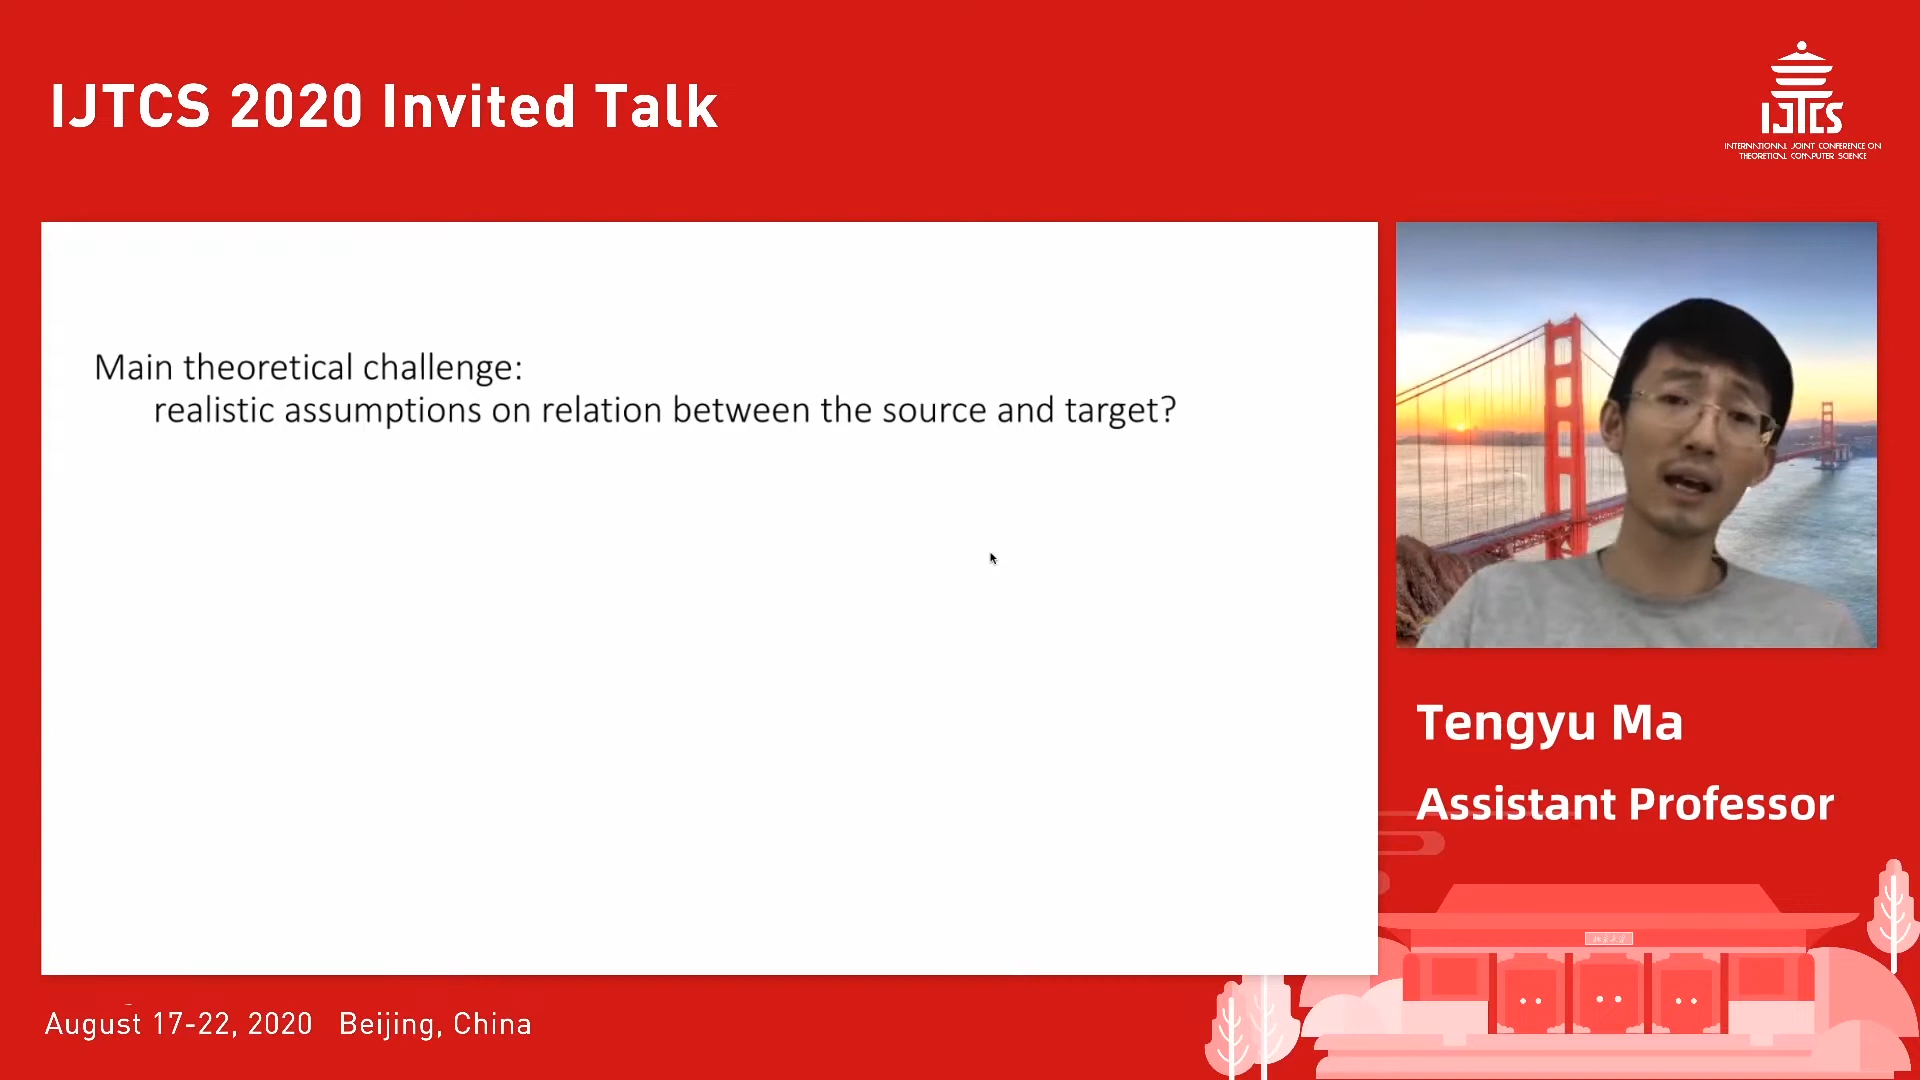 IJTCS 2020 Invited Talk
IJTCS
INTERNATIONAL JOINT CONFERENCE ON
THEORETICAL COMPUTER SCIENCE
Main theoretical challenge:
realistic assumptions on relation between the source and target?
Tengyu Ma
Assistant Professor
August 17-22, 2020 Beijing, China